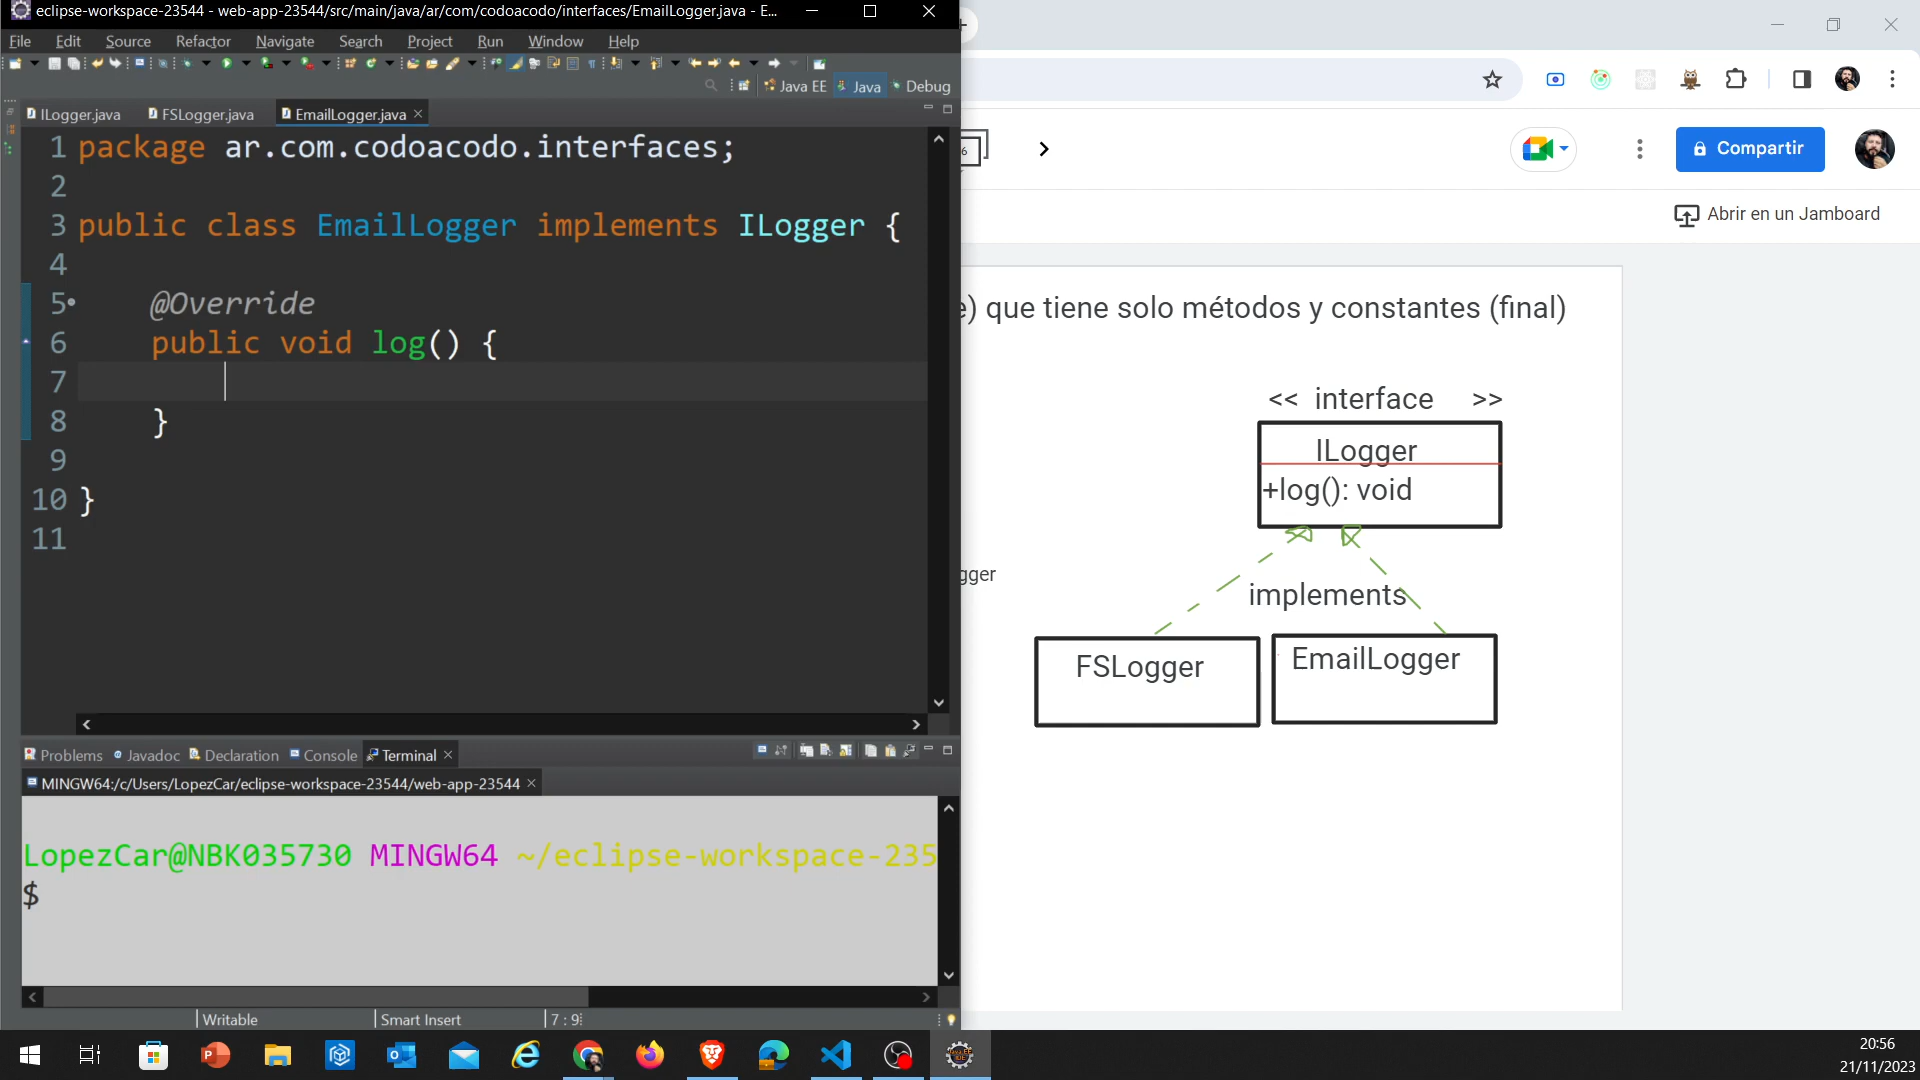 eclipse-workspace-23544 - web-app-23544/src/main/java/ar/com/codoacodo/interfaces/EmailLogger.java - E...
File Edit Source Refactor Navigate Search Project Run Window Help
Java EE Java Debug
ILogger.java FSLogger.java EmailLogger.java
1 package ar.com.codoacodo.interfaces;
2
3 public class EmailLogger implements ILogger {
4
5 @Override
6 public void log() {
7
8 }
9
10 }
11
Problems Javadoc Declaration Console Terminal
MINGW64:/c/Users/LopezCar/eclipse-workspace-23544/web-app-23544
LopezCar@NBK035730 MINGW64 ~/eclipse-workspace-235
$
Writable Smart Insert 7 : 9
6
Compartir
Abrir en un Jamboard
e) que tiene solo métodos y constantes (final)
<< interface >>
ILogger
+log(): void
gger
implements
FSLogger
EmailLogger
20:56
21/11/2023